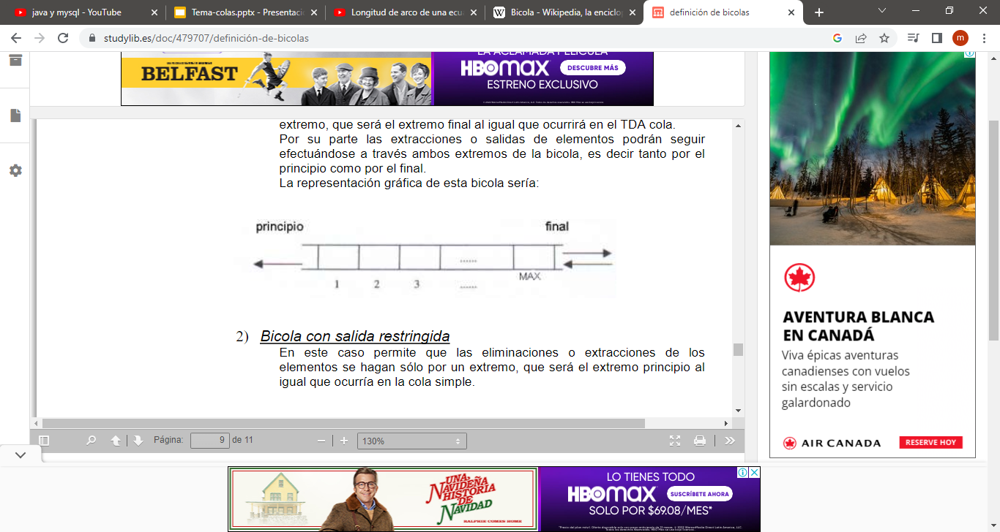 java y mysql - YouTube
Tema-colas.pptx - Presentaci
Longitud de arco de una ecu
Bicola - Wikipedia, la enciclo
definición de bicolas
studylib.es/doc/479707/definición-de-bicolas
m
BELFAST
LA ACLAMADA PELÍCULA
HBOmax
DESCUBRE MÁS
ESTRENO EXCLUSIVO
extremo, que será el extremo final al igual que ocurrirá en el TDA cola.
Por su parte las extracciones o salidas de elementos podrán seguir
efectuándose a través ambos extremos de la bicola, es decir tanto por el
principio como por el final.
La representación gráfica de esta bicola sería:
principio
final
......
1 2 3 ...... MAX
2) Bicola con salida restringida
En este caso permite que las eliminaciones o extracciones de los
elementos se hagan sólo por un extremo, que será el extremo principio al
igual que ocurría en la cola simple.
Página: 9 de 11
130%
AVENTURA BLANCA
EN CANADÁ
Viva épicas aventuras
canadienses con vuelos
sin escalas y servicio
galardonado
AIR CANADA
RESERVE HOY
UNA
NAVIDEÑA
HISTORIA
DE
NAVIDAD
RALPHIE COMES HOME
LO TIENES TODO
HBOmax
SUSCRÍBETE AHORA
SOLO POR $69.08/MES*